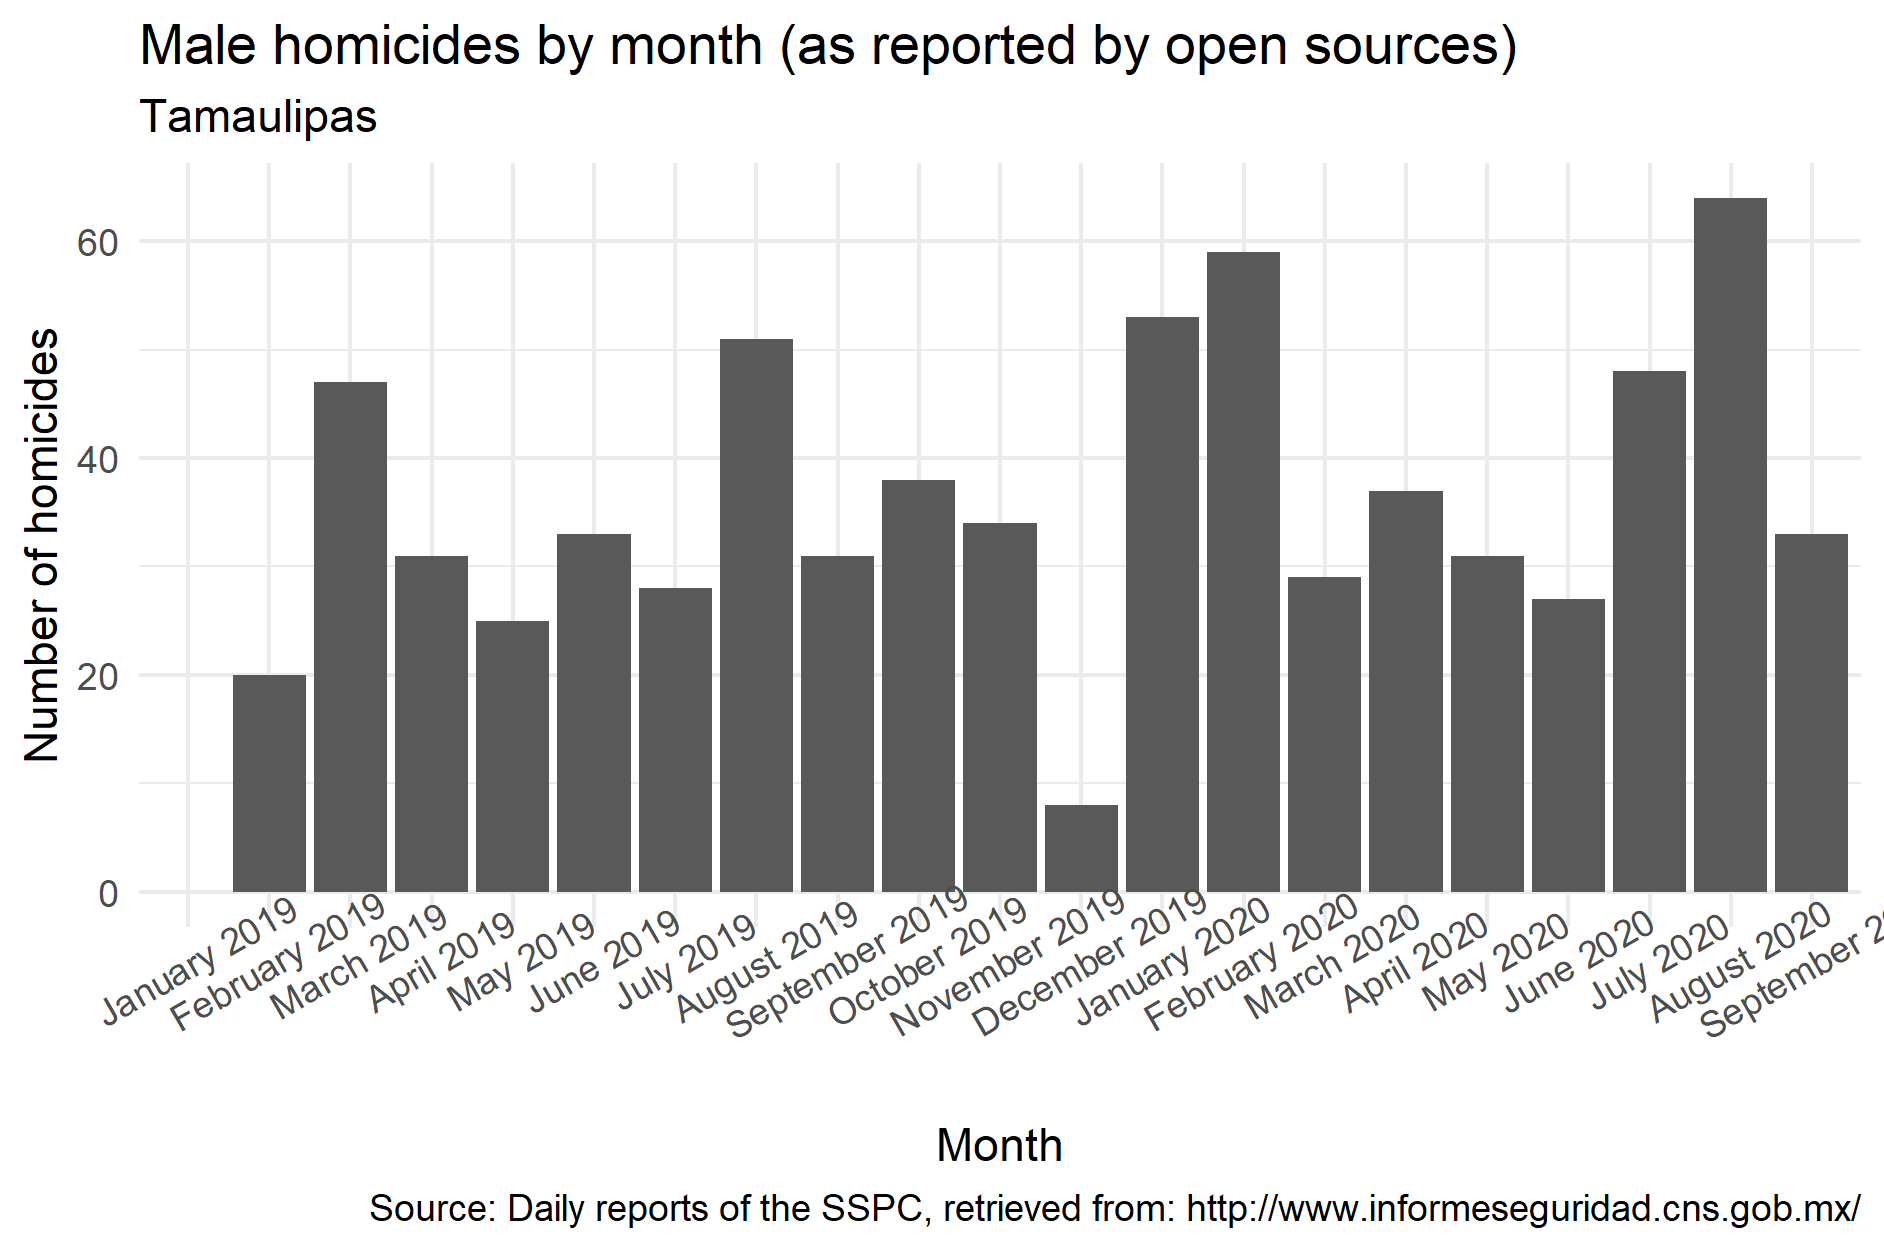 Male homicides by month (as reported by open sources)
Tamaulipas
Number of homicides
60
40
20
0
January 2019
February 2019
March 2019
April 2019
May 2019
June 2019
July 2019
August 2019
September 2019
October 2019
November 2019
December 2019
January 2020
February 2020
March 2020
April 2020
May 2020
June 2020
July 2020
August 2020
September 2
Month
Source: Daily reports of the SSPC, retrieved from: http://www.informeseguridad.cns.gob.mx/